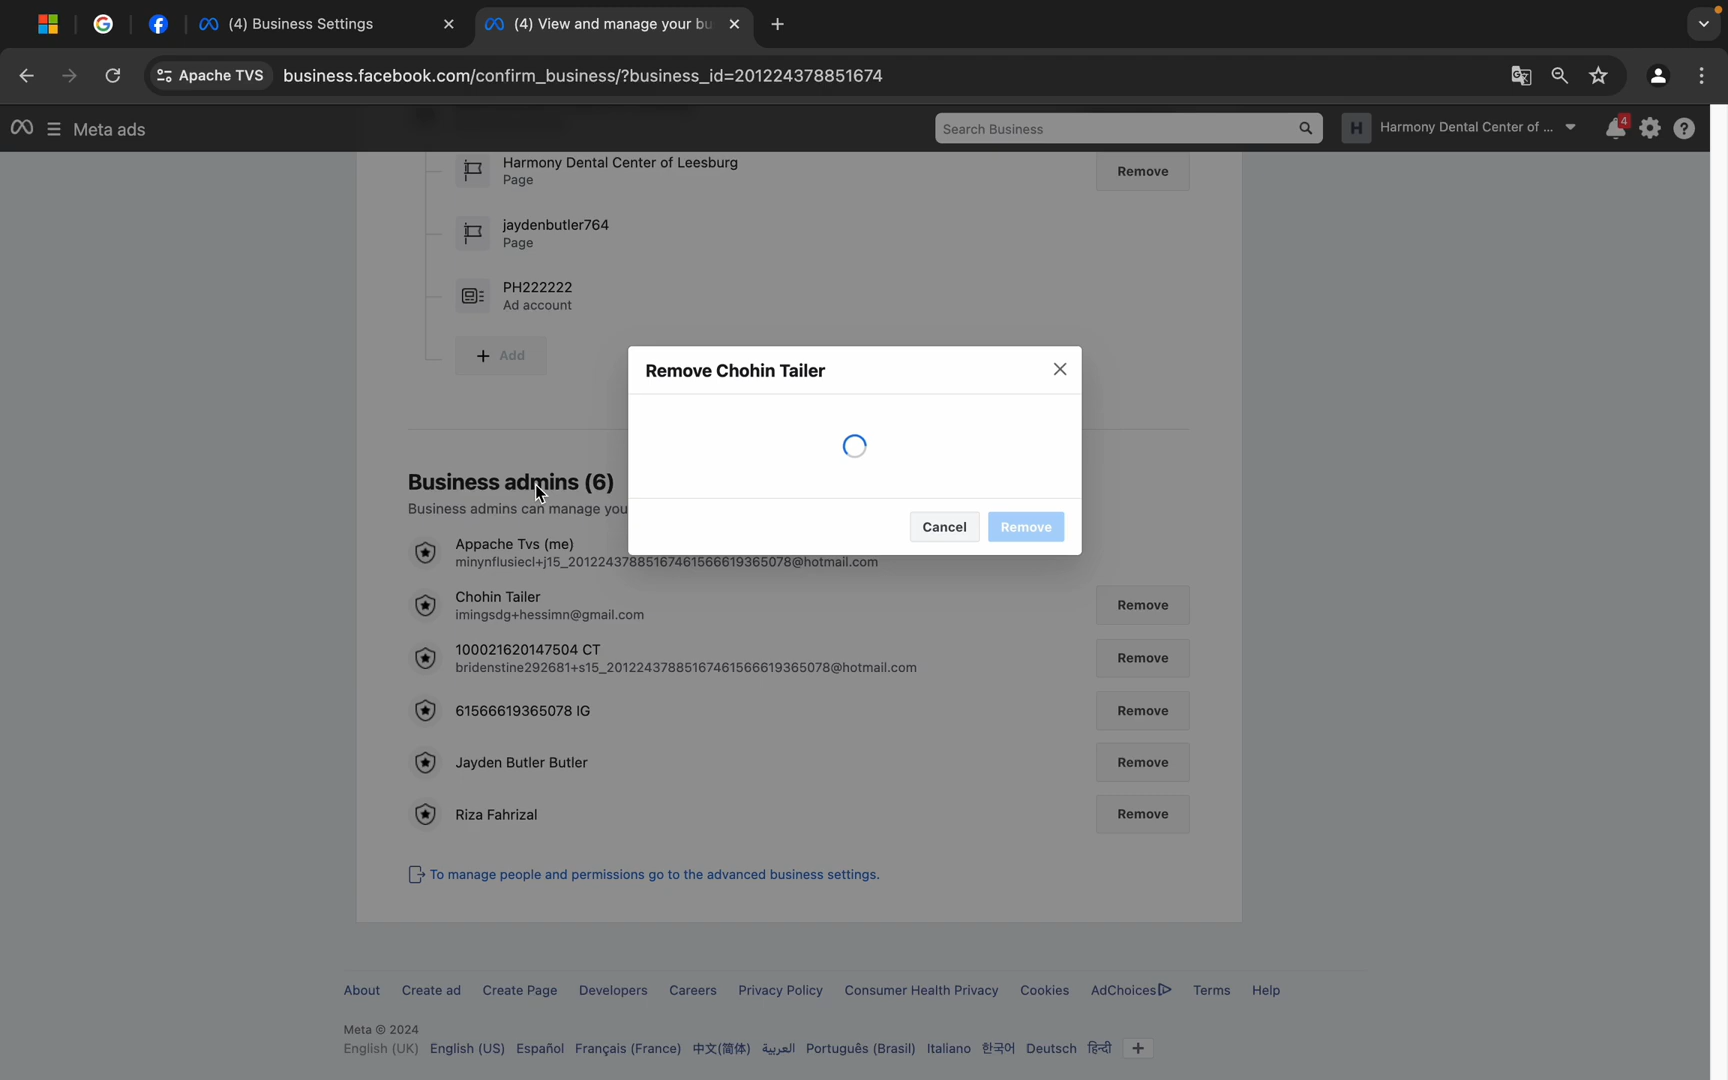 (4) Business Settings
(4) View and manage your bu
Apache TVS
business.facebook.com/confirm_business/?business_id=201224378851674
Meta ads
Search Business
H
Harmony Dental Center of ...
4
Harmony Dental Center of Leesburg
Page
Remove
jaydenbutler764
Page
PH222222
Ad account
+ Add
Remove Chohin Tailer
Cancel
Remove
Business admins (6)
Business admins can manage you
Appache Tvs (me)
minynflusiecl+j15_20122437885167461566619365078@hotmail.com
Chohin Tailer
imingsdg+hessimn@gmail.com
Remove
100021620147504 CT
bridenstine292681+s15_20122437885167461566619365078@hotmail.com
Remove
61566619365078 IG
Remove
Jayden Butler Butler
Remove
Riza Fahrizal
Remove
To manage people and permissions go to the advanced business settings.
About Create ad Create Page Developers Careers Privacy Policy Consumer Health Privacy Cookies AdChoices Terms Help
Meta © 2024
English (UK) English (US) Español Français (France) 中文(简体) العربية Português (Brasil) Italiano 한국어 Deutsch हिन्दी +